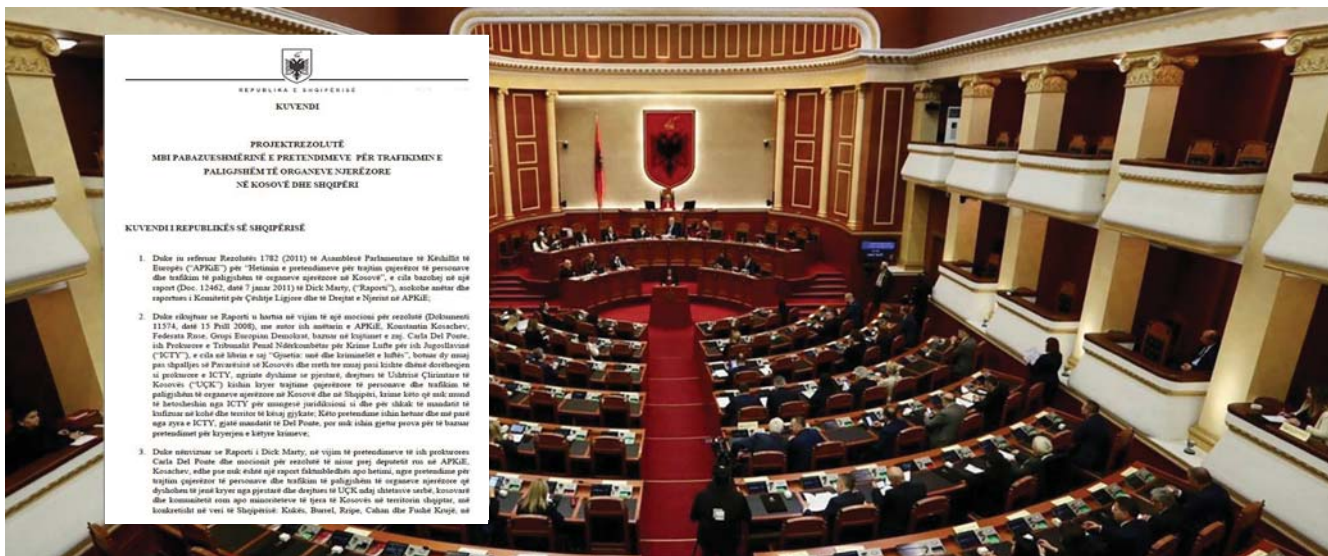 REPUBLIKA E SHQIPËRISË
KUVENDI
PROJEKTREZOLUTË
MBI PABAZUESHMËRINË E PRETENDIMEVE PËR TRAFIKIMIN E
PALIGJSHËM TË ORGANEVE NJERËZORE
NË KOSOVË DHE SHQIPËRI
KUVENDI I REPUBLIKËS SË SHQIPËRISË
1. Duke iu referuar Rezolutës 1782 (2011) të Asamblesë Parlamentare të Këshillit të
Europës ("APKiE") për "Hetimin e pretendimeve për trajtim çnjerëzor të personave
dhe trafikim të paligjshëm të organeve njerëzore në Kosovë", e cila bazohej në një
raport (Doc. 12462, datë 7 janar 2011) të Dick Marty, ("Raporti"), asokohe anëtar dhe
raportues i Komitetit për Çështje Ligjore dhe të Drejtat e Njeriut në APKiE;
2. Duke rikujtuar se Raporti u hartua në vijim të një mocioni për rezolutë (Dokumenti
11574, datë 15 Prill 2008), me autor ish anëtarin e APKiE, Konstantin Kosachev,
Federata Ruse, Grupi Europian Demokrat, bazuar në kujtimet e znj. Carla Del Ponte,
ish Prokurore e Tribunalit Penal Ndërkombëtar për Krime Lufte për ish Jugosllavinë
("ICTY"), e cila në librin e saj "Gjuetia: unë dhe kriminelët e luftës", botuar dy muaj
pas shpalljes së Pavarësisë së Kosovës dhe rreth tre muaj pasi kishte dhënë dorëheqjen
si prokurore e ICTY, ngrinte dyshime se pjestarë, drejtues të Ushtrisë Çlirimtare të
Kosovës ("UÇK") kishin kryer trajtime çnjerëzore të personave dhe trafikim të
paligjshëm të organeve njerëzore në Kosovë dhe në Shqipëri, krime këto që nuk mund
të hetoheshin nga ICTY për mungesë juridiksioni si dhe për shkak të mandatit të
kufizuar në kohë dhe territor të kësaj gjykate; Këto pretendime ishin hetuar dhe më parë
nga zyra e ICTY, gjatë mandatit të Del Ponte, por nuk ishin gjetur prova për të bazuar
pretendimet për kryerjen e këtyre krimeve;
3. Duke nënvizuar se Raporti i Dick Marty, në vijim të pretendimeve të ish prokurores
Carla Del Ponte dhe mocionit për rezolutë të nisur prej deputetit rus në APKiE,
Kosachev, edhe pse nuk është një raport faktmbledhës apo hetimi, ngre pretendime për
trajtim çnjerëzor të personave dhe trafikim të paligjshëm të organeve njerëzore që
dyshohen të jenë kryer nga pjestarë dhe drejtues të UÇK ndaj shtetasve serbë, kosovarë
dhe komunitetit rom apo minoriteteve të tjera të Kosovës në territorin shqiptar, më
konkretisht në veri të Shqipërisë: Kukës, Burrel, Rripe, Cahan dhe Fushë Krujë, në